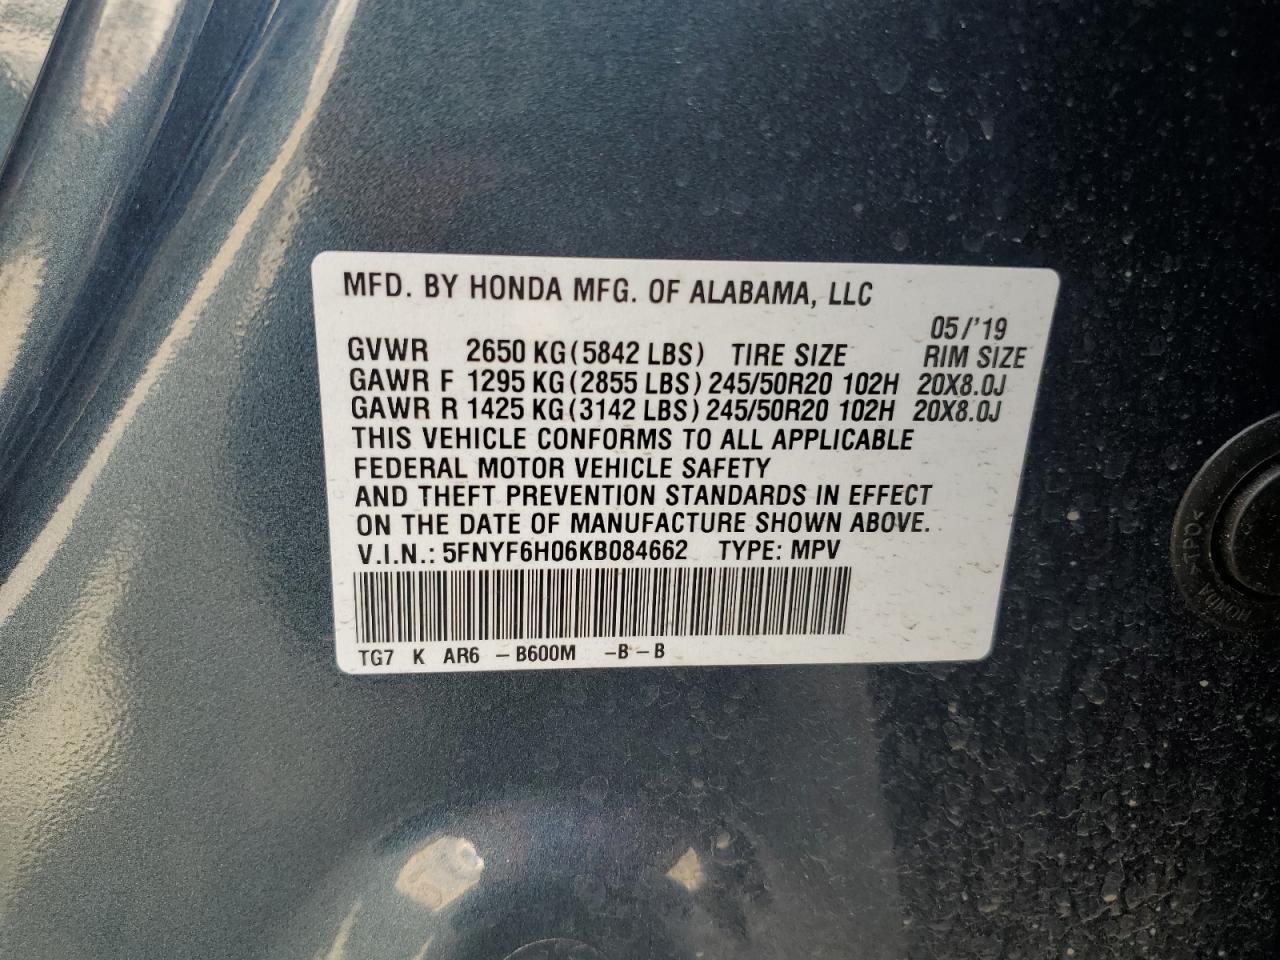 MFD. BY HONDA MFG. OF ALABAMA, LLC
05/'19
GVWR 2650 KG (5842 LBS) TIRE SIZE RIM SIZE
GAWR F 1295 KG (2855 LBS) 245/50R20 102H 20X8.0J
GAWR R 1425 KG (3142 LBS) 245/50R20 102H 20X8.0J
THIS VEHICLE CONFORMS TO ALL APPLICABLE
FEDERAL MOTOR VEHICLE SAFETY
AND THEFT PREVENTION STANDARDS IN EFFECT
ON THE DATE OF MANUFACTURE SHOWN ABOVE.
V.I.N.: 5FNYF6H06KB084662 TYPE: MPV
TG7 K AR6 -B600M -B-B
>TPO<
HONDA